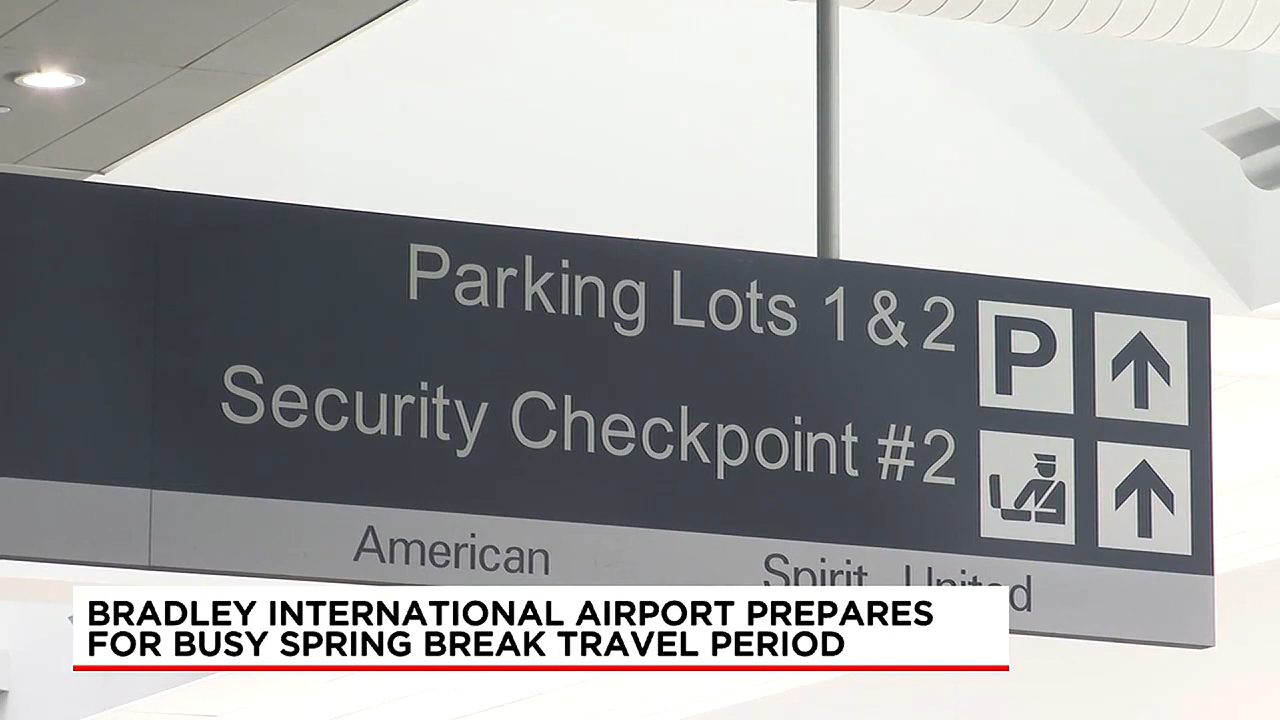 Parking Lots 1 & 2 P
Security Checkpoint #2
American Spirit United
BRADLEY INTERNATIONAL AIRPORT PREPARES
FOR BUSY SPRING BREAK TRAVEL PERIOD